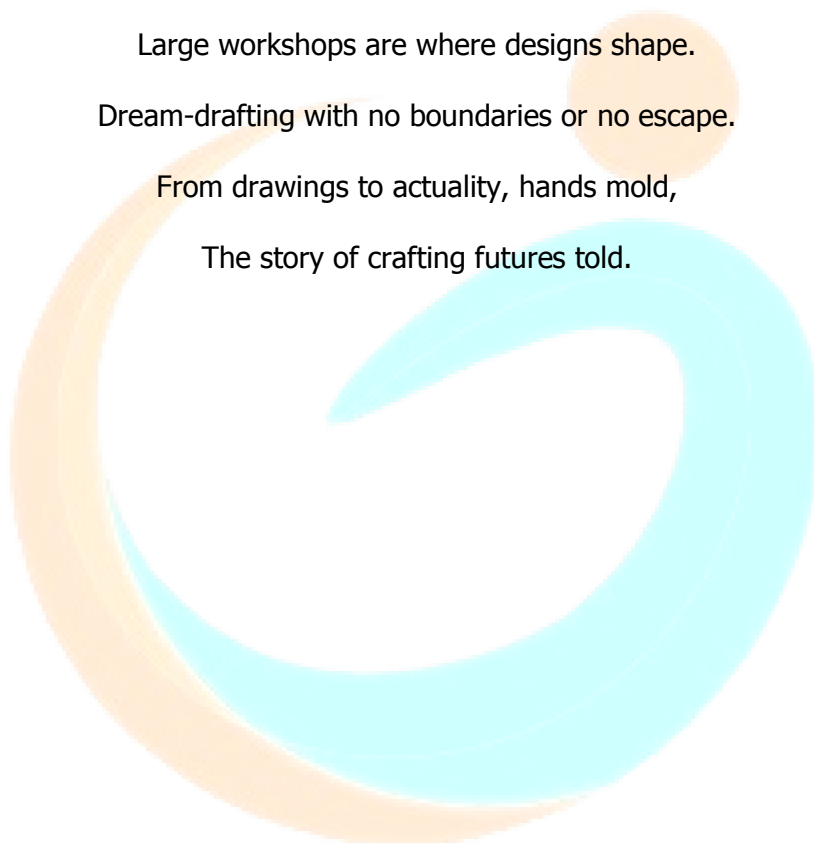 Large workshops are where designs shape.
Dream-drafting with no boundaries or no escape.
From drawings to actuality, hands mold,
The story of crafting futures told.